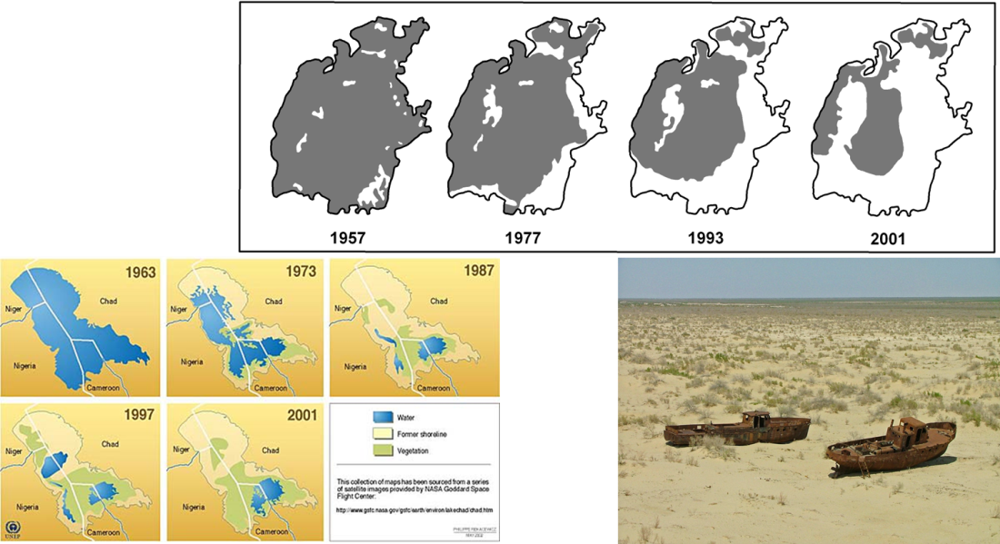 1957
1977
1993
2001
1963
Niger
Chad
Nigeria
Cameroon
1973
Niger
Chad
Nigeria
Cameroon
1987
Niger
Chad
Nigeria
Cameroon
1997
Niger
Chad
Nigeria
Cameroon
UNEP
2001
Niger
Chad
Nigeria
Cameroon
Water
Former shoreline
Vegetation
This collection of maps has been sourced from a series
of satellite images provided by NASA Goddard Space
Flight Center:
http://www.gsfc.nasa.gov/gsfc/earth/environ/lakechad/chad.htm
PHILIPPE REKACEWICZ